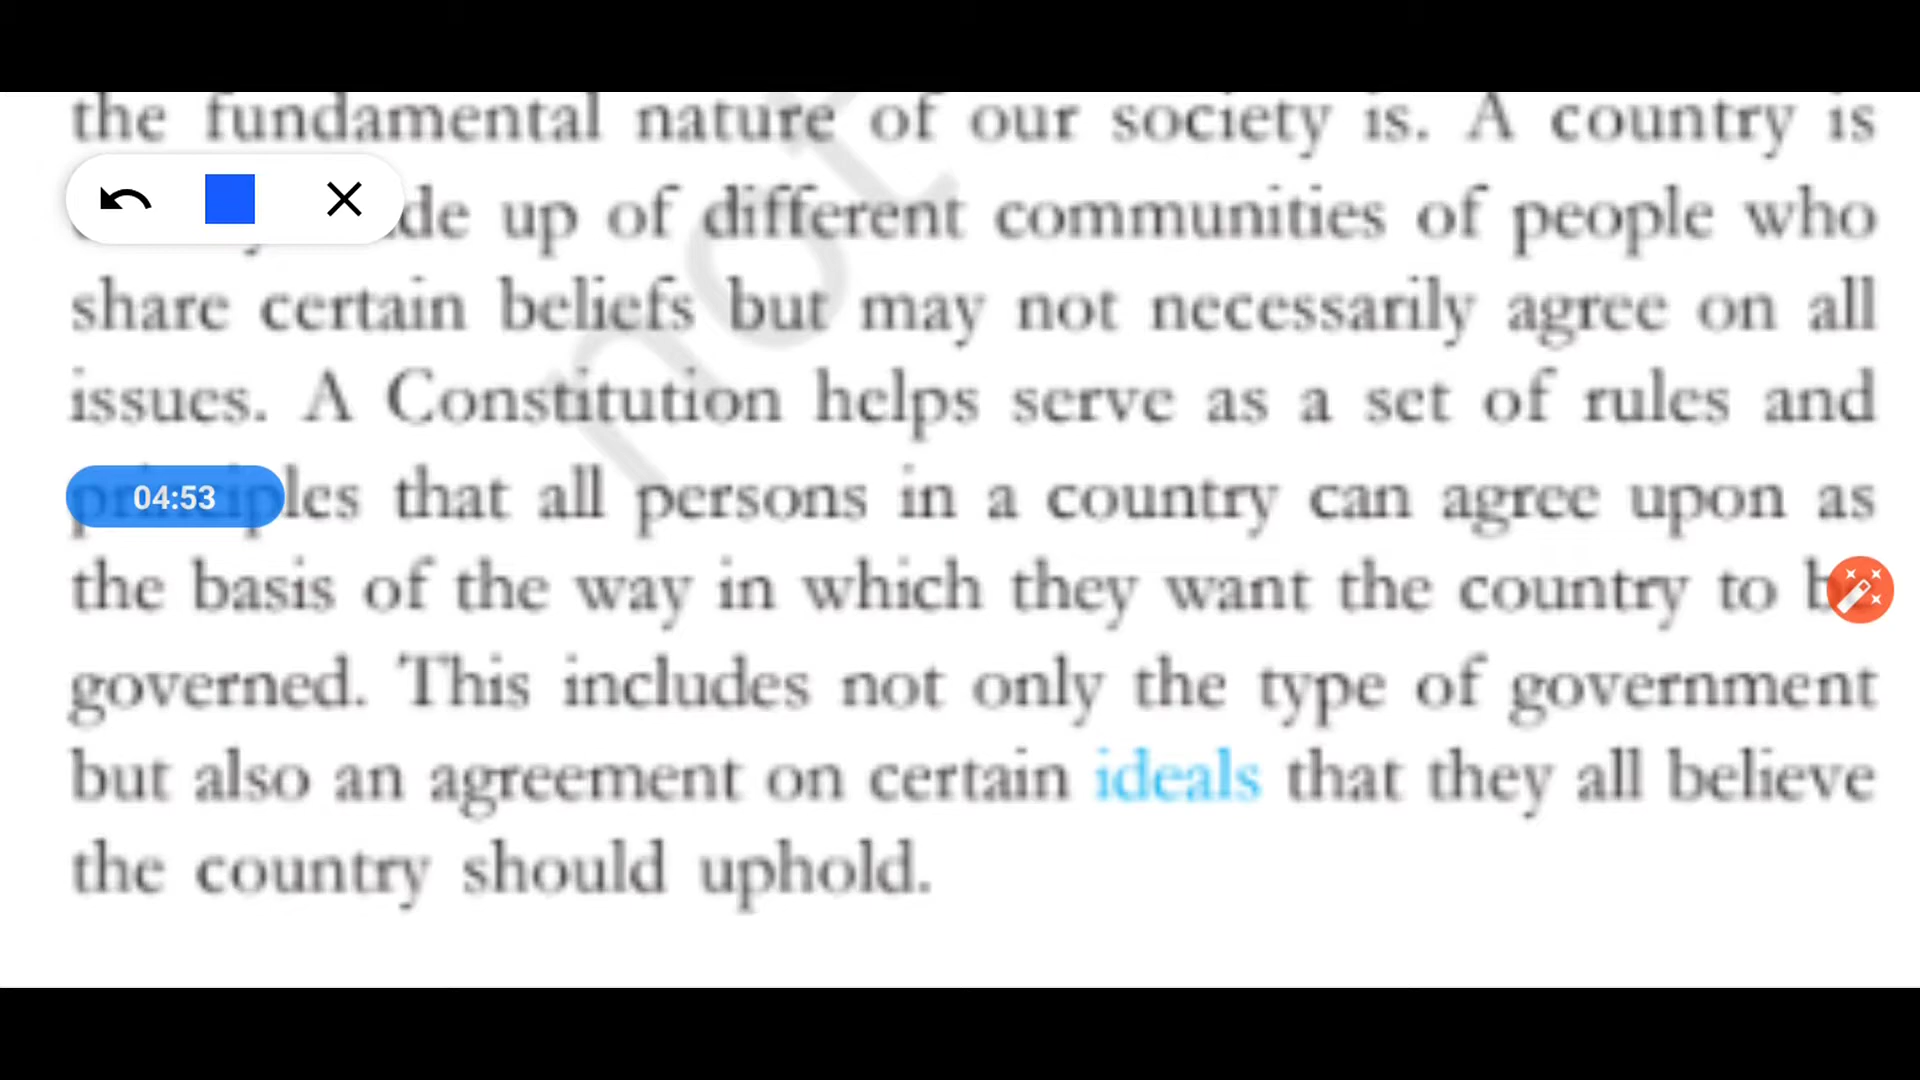 the fundamental nature of our society is. A country is
de up of different communities of people who
share certain beliefs but may not necessarily agree on all
issues. A Constitution helps serve as a set of rules and
04:53
principles that all persons in a country can agree upon as
the basis of the way in which they want the country to be
governed. This includes not only the type of government
but also an agreement on certain ideals that they all believe
the country should uphold.
not